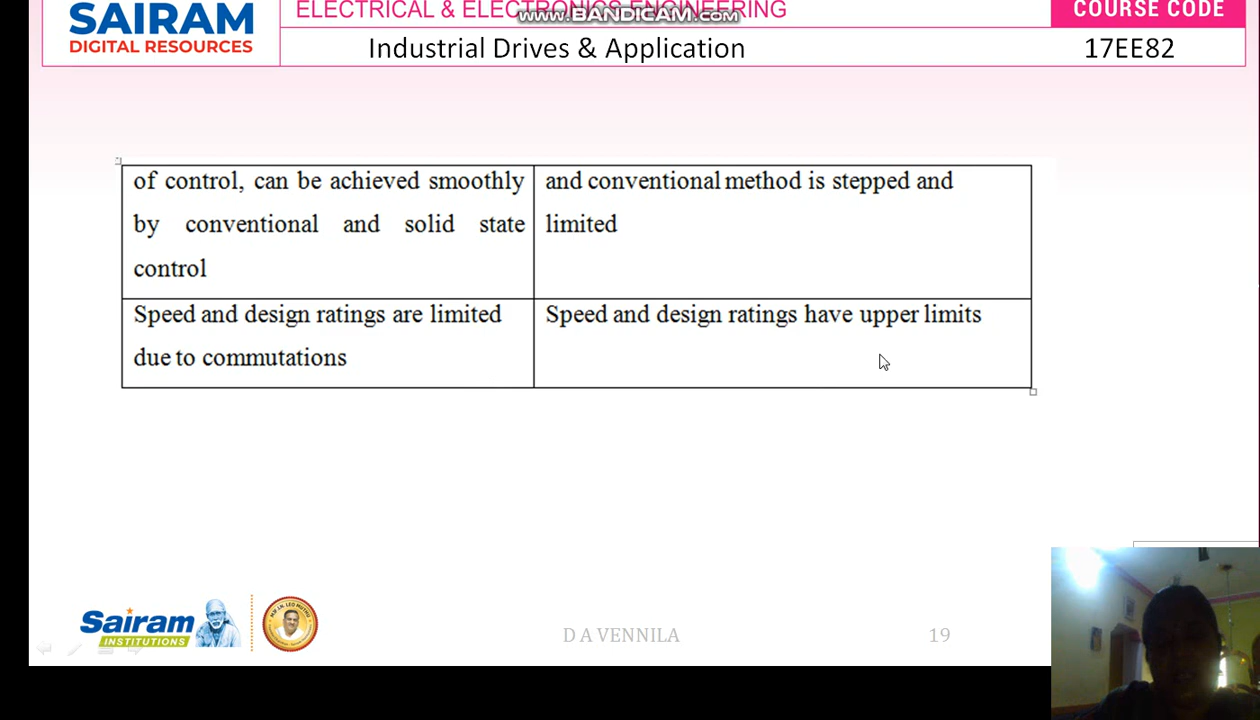 SAIRAM
DIGITAL RESOURCES
ELECTRICAL & ELECTRONICS ENGINEERING
www.BANDICAM.com
COURSE CODE
Industrial Drives & Application
17EE82
of control, can be achieved smoothly
by conventional and solid state
control
and conventional method is stepped and
limited
Speed and design ratings are limited
due to commutations
Speed and design ratings have upper limits
Sairam
INSTITUTIONS
D A VENNILA
19